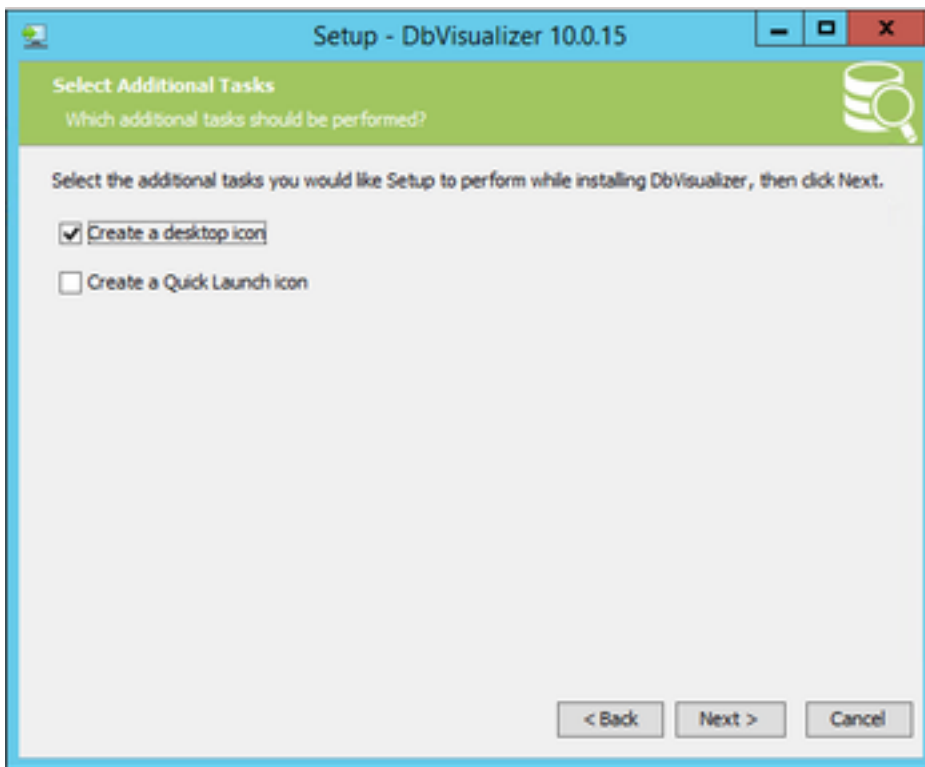 Setup - DbVisualizer 10.0.15
Select Additional Tasks
Which additional tasks should be performed?
Select the additional tasks you would like Setup to perform while installing DbVisualizer, then click Next.
Create a desktop icon
Create a Quick Launch icon
< Back Next > Cancel